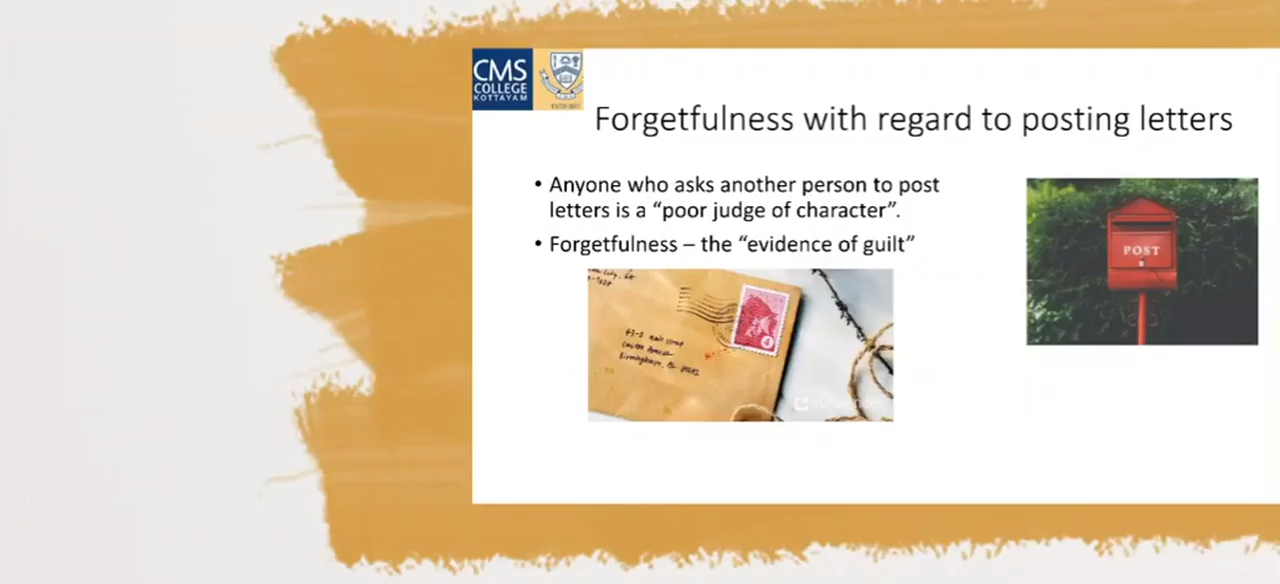 CMS
COLLEGE
KOTTAYAM
Forgetfulness with regard to posting letters
• Anyone who asks another person to post
letters is a “poor judge of character”.
• Forgetfulness – the “evidence of guilt”
POST
4